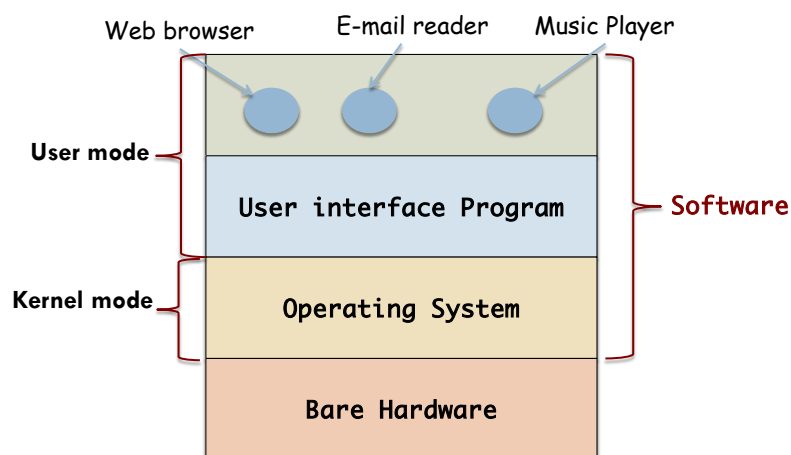 Web browser
E-mail reader
Music Player
User mode
User interface Program
Software
Kernel mode
Operating System
Bare Hardware